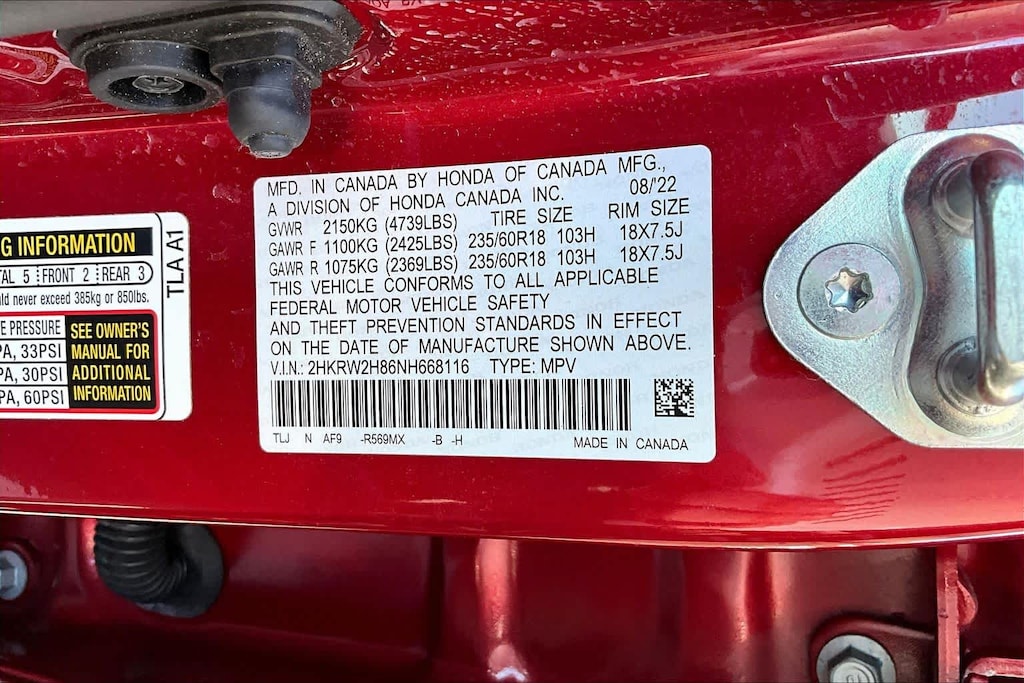 G INFORMATION
TAL 5 FRONT 2 REAR 3
uld never exceed 385kg or 850lbs.
E PRESSURE
PA, 33PSI
PA, 30PSI
PA, 60PSI
SEE OWNER'S
MANUAL FOR
ADDITIONAL
INFORMATION
TLA A1
MFD. IN CANADA BY HONDA OF CANADA MFG.,
A DIVISION OF HONDA CANADA INC. 08/'22
GVWR 2150KG (4739LBS) TIRE SIZE RIM SIZE
GAWR F 1100KG (2425LBS) 235/60R18 103H 18X7.5J
GAWR R 1075KG (2369LBS) 235/60R18 103H 18X7.5J
THIS VEHICLE CONFORMS TO ALL APPLICABLE
FEDERAL MOTOR VEHICLE SAFETY
AND THEFT PREVENTION STANDARDS IN EFFECT
ON THE DATE OF MANUFACTURE SHOWN ABOVE.
V.I.N.: 2HKRW2H86NH668116 TYPE: MPV
TLJ N AF9 -R569MX -B -H MADE IN CANADA